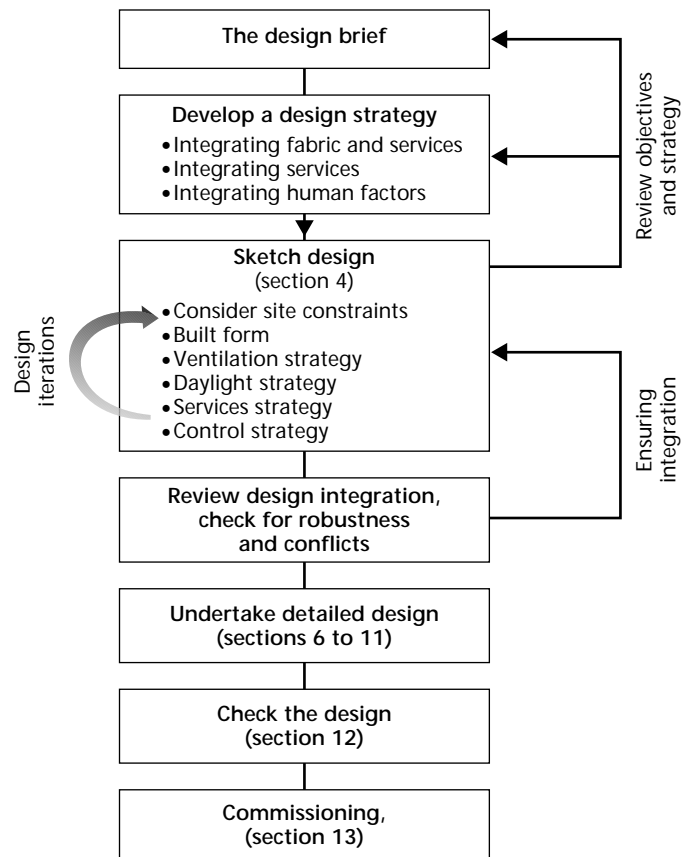 The design brief
Develop a design strategy
• Integrating fabric and services
• Integrating services
• Integrating human factors
Review objectives
and strategy
Sketch design
(section 4)
• Consider site constraints
• Built form
• Ventilation strategy
• Daylight strategy
• Services strategy
• Control strategy
Design
iterations
Ensuring
integration
Review design integration,
check for robustness
and conflicts
Undertake detailed design
(sections 6 to 11)
Check the design
(section 12)
Commissioning,
(section 13)